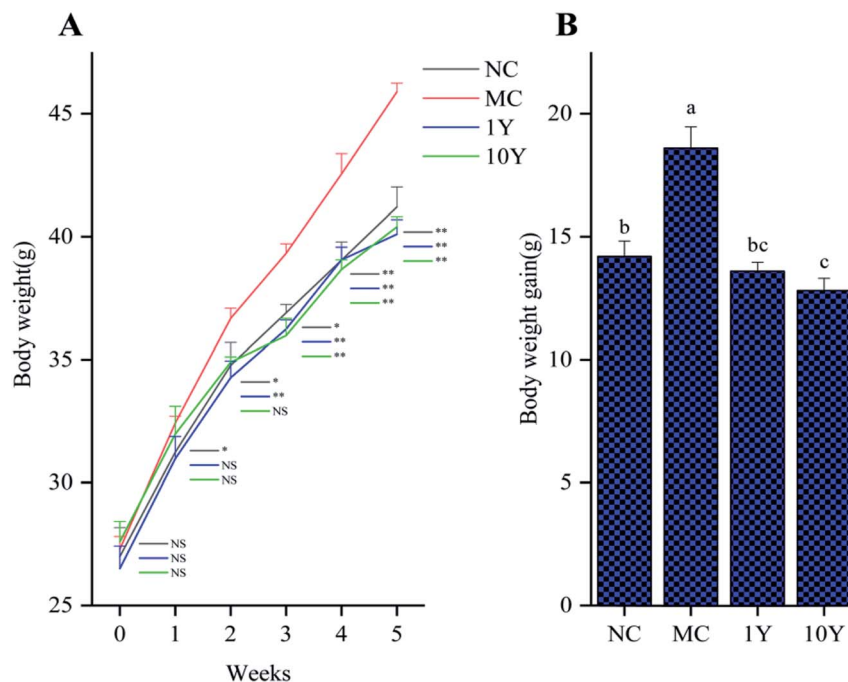 A
NC
MC
1Y
10Y
Body weight(g)
45
40
35
30
25
**
**
**
**
**
**
*
**
**
*
**
NS
*
NS
NS
NS
NS
NS
0 1 2 3 4 5
Weeks
B
Body weight gain(g)
20
15
10
5
0
a
b
bc
c
NC MC 1Y 10Y